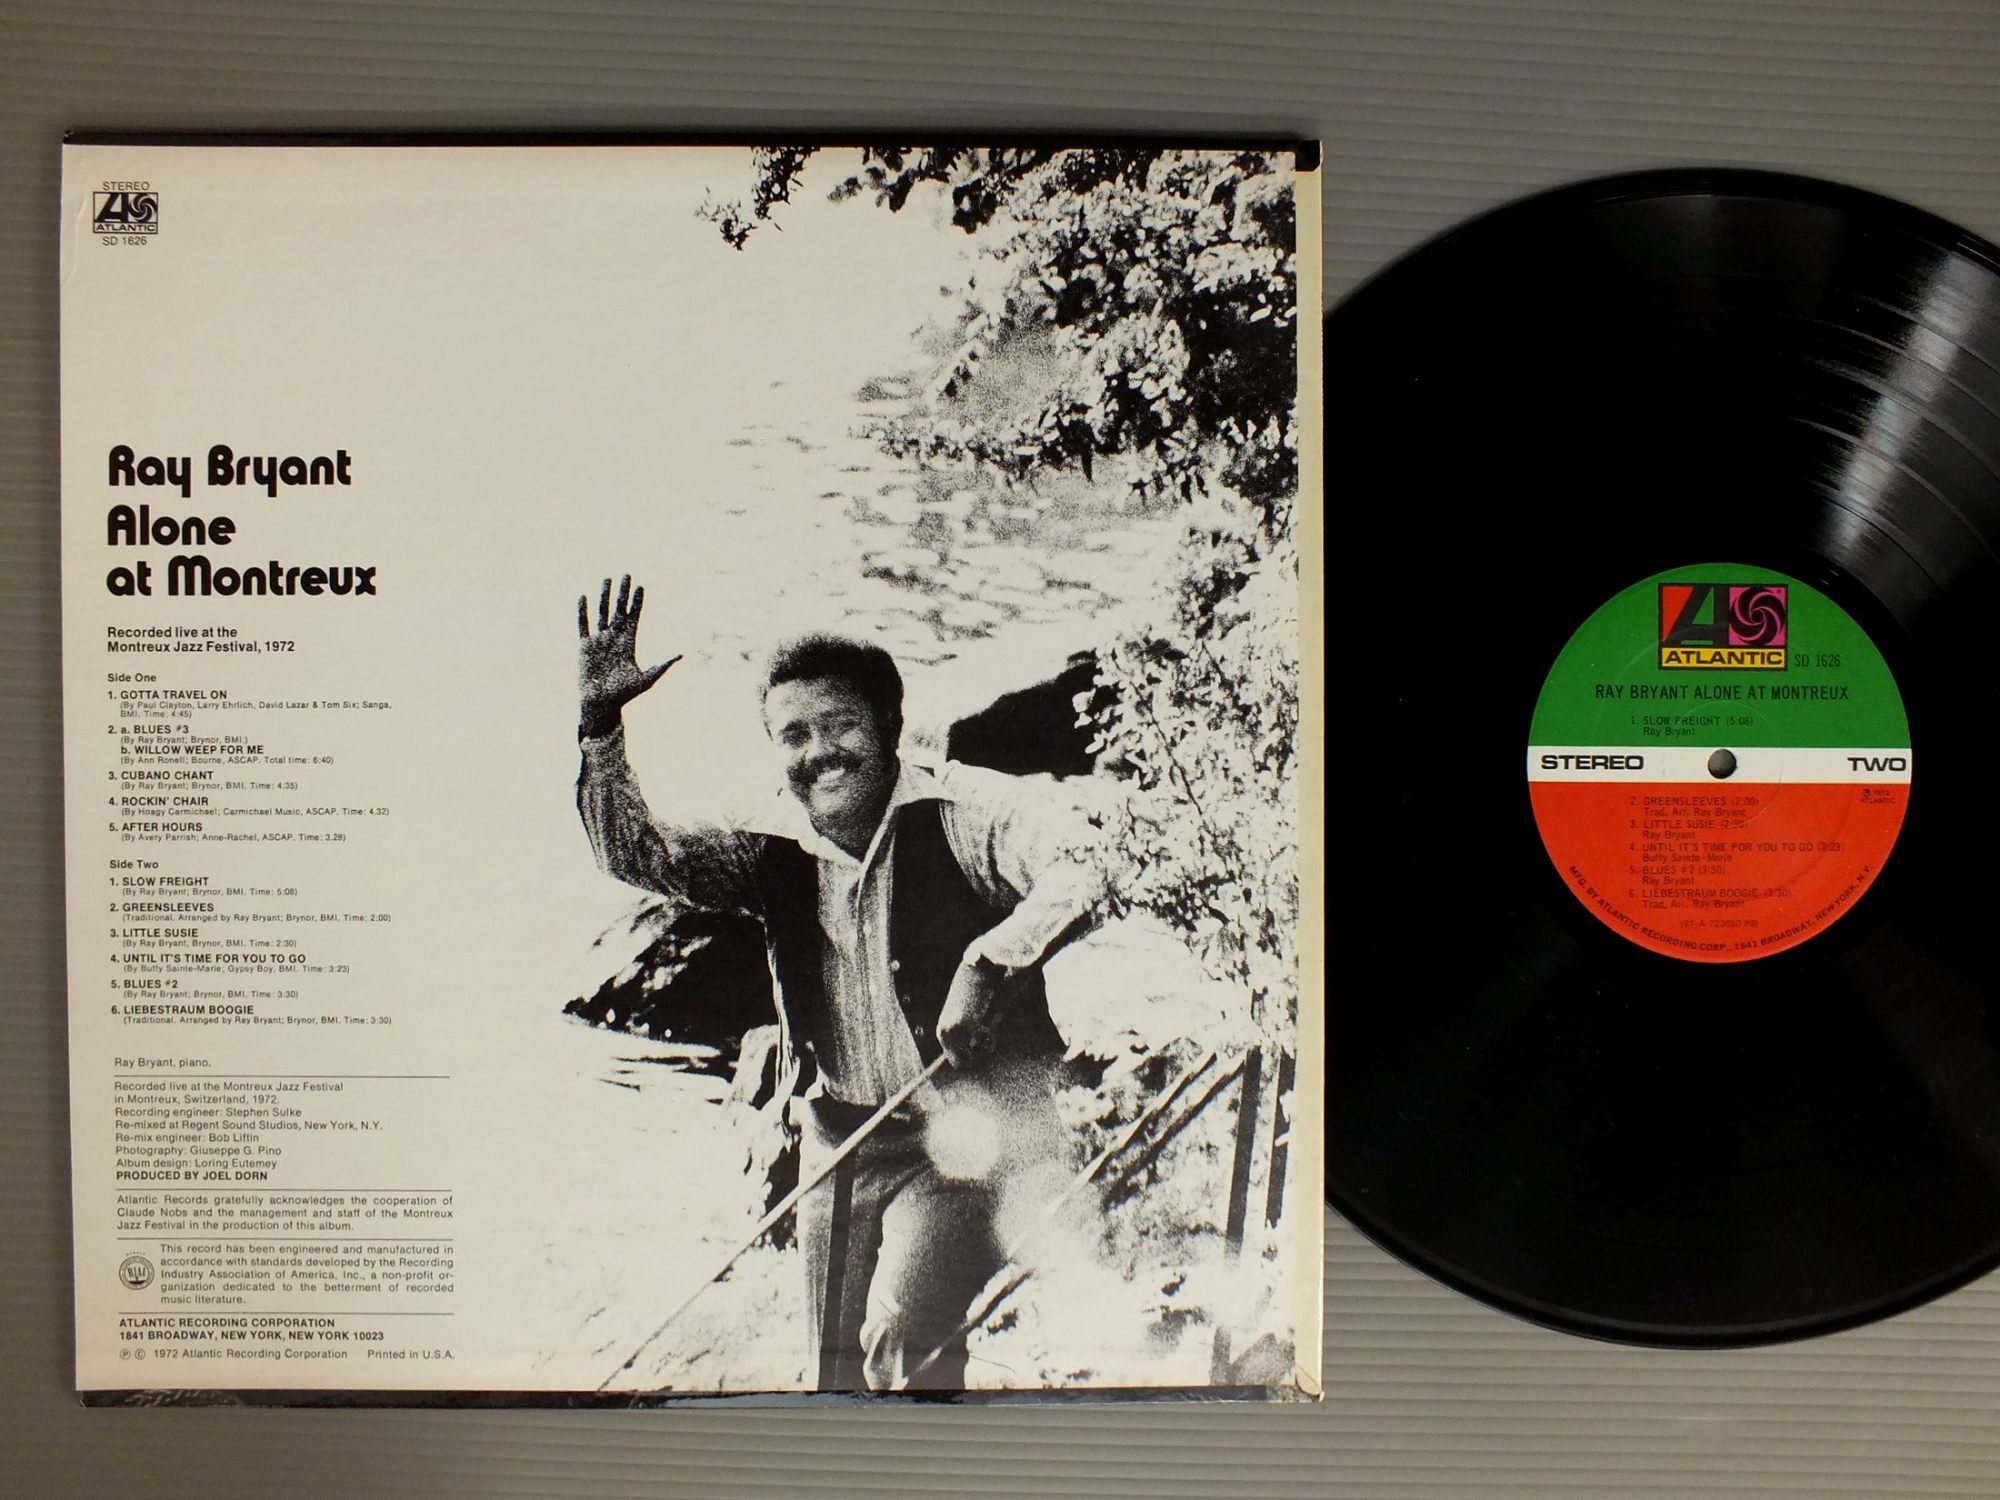 STEREO
ATLANTIC
SD 1626
Ray Bryant
Alone
at Montreux
Recorded live at the
Montreux Jazz Festival, 1972
Side One
1. GOTTA TRAVEL ON
(By Paul Clayton, Larry Ehrlich, David Lazar & Tom Six; Sanga,
BMI. Time: 4:45)
2. a. BLUES #3
(By Ray Bryant; Brynor, BMI.)
b. WILLOW WEEP FOR ME
(By Ann Ronell; Bourne, ASCAP. Total time: 6:40)
3. CUBANO CHANT
(By Ray Bryant; Brynor, BMI. Time: 4:35)
4. ROCKIN' CHAIR
(By Hoagy Carmichael; Carmichael Music, ASCAP. Time: 4.32)
5. AFTER HOURS
(By Avery Parrish; Anne-Rachel, ASCAP. Time: 3.28)
Side Two
1. SLOW FREIGHT
(By Ray Bryant; Brynor, BMI. Time: 5:08)
2. GREENSLEEVES
(Traditional. Arranged by Ray Bryant; Brynor, BMI. Time: 2:00)
3. LITTLE SUSIE
(By Ray Bryant, Brynor, BMI. Time: 2:30)
4. UNTIL IT'S TIME FOR YOU TO GO
(By Buffy Sainte-Marie; Gypsy Boy, BMI. Time: 3:23)
5. BLUES #2
(By Ray Bryant; Brynor, BMI. Time: 3:30)
6. LIEBESTRAUM BOOGIE
(Traditional. Arranged by Ray Bryant; Brynor, BMI. Time: 3:30)
Ray Bryant, piano.
Recorded live at the Montreux Jazz Festival
in Montreux, Switzerland, 1972.
Recording engineer: Stephen Sulke
Re-mixed at Regent Sound Studios, New York, N.Y.
Re-mix engineer: Bob Liftin
Photography: Giuseppe G. Pino
Album design: Loring Eutemey
PRODUCED BY JOEL DORN
Atlantic Records gratefully acknowledges the cooperation of
Claude Nobs and the management and staff of the Montreux
Jazz Festival in the production of this album.
This record has been engineered and manufactured in
accordance with standards developed by the Recording
Industry Association of America, Inc., a non-profit or-
ganization dedicated to the betterment of recorded
music literature.
ATLANTIC RECORDING CORPORATION
1841 BROADWAY, NEW YORK, NEW YORK 10023
℗ © 1972 Atlantic Recording Corporation Printed in U.S.A.
ATLANTIC SD 1626
RAY BRYANT ALONE AT MONTREUX
1. SLOW FREIGHT (5:08)
Ray Bryant
STEREO TWO
℗ 1972
ATLANTIC
2. GREENSLEEVES (2:00)
Trad. Arr. Ray Bryant
3. LITTLE SUSIE (2:30)
Ray Bryant
4. UNTIL IT'S TIME FOR YOU TO GO (3:23)
Buffy Sainte-Marie
5. BLUES #2 (3:30)
Ray Bryant
6. LIEBESTRAUM BOOGIE (3:30)
Trad. Arr. Ray Bryant
MFG. BY ATLANTIC RECORDING CORP., 1841 BROADWAY, NEW YORK, N.Y.